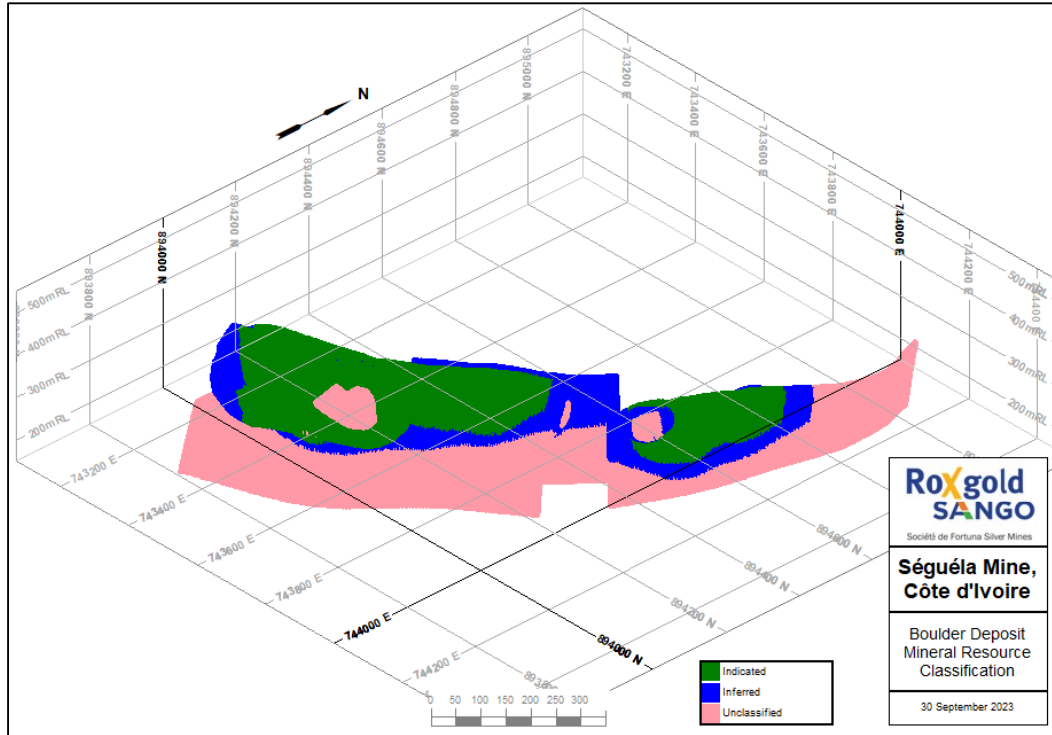 N
895000 N
894800 N
894600 N
894400 N
894200 N
894000 N
893800 N
743200 E
743400 E
743600 E
743800 E
744000 E
744200 E
500mRL
400mRL
300mRL
200mRL
500mRL
400mRL
300mRL
200mRL
743200 E
743400 E
743600 E
743800 E
744000 E
744200 E
894600 N
894400 N
894200 N
894000 N
0 50 100 150 200 250 300
Indicated
Inferred
Unclassified
Roxgold
SANGO
Société de Fortuna Silver Mines
Séguéla Mine,
Côte d'Ivoire
Boulder Deposit
Mineral Resource
Classification
30 September 2023